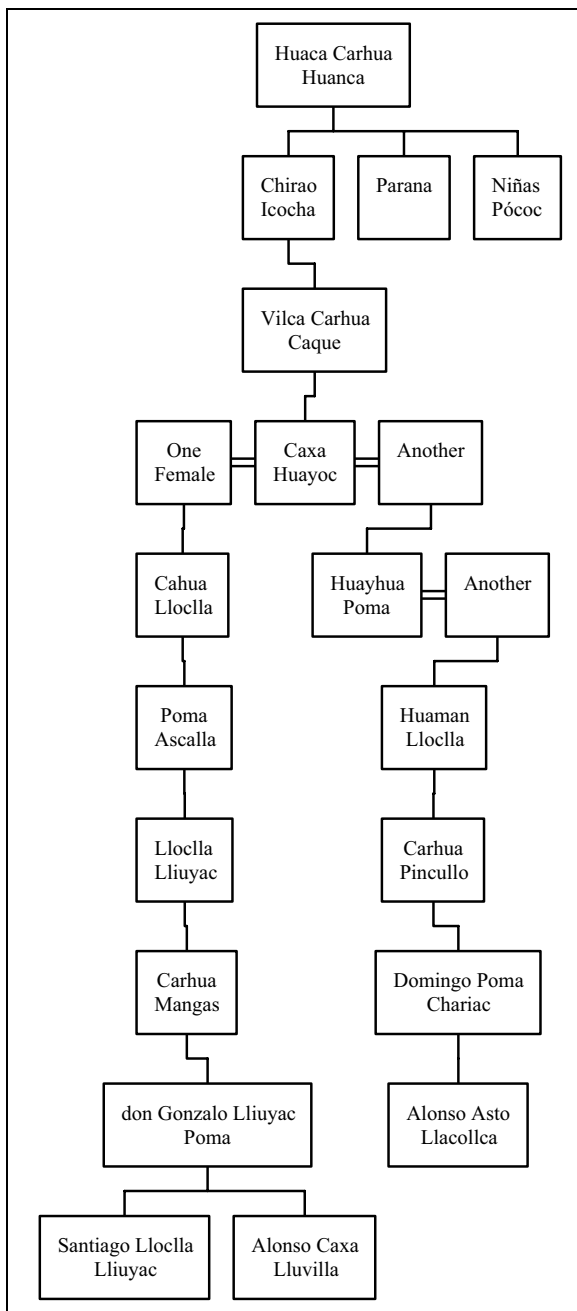 Huaca Carhua
Huanca
Chirao
Icocha
Parana
Niñas
Pócoc
Vilca Carhua
Caque
One
Female
Caxa
Huayoc
Another
Cahua
Lloclla
Huayhua
Poma
Another
Poma
Ascalla
Huaman
Lloclla
Lloclla
Lliuyac
Carhua
Pincullo
Carhua
Mangas
Domingo Poma
Chariac
don Gonzalo Lliuyac
Poma
Alonso Asto
Llacollca
Santiago Lloclla
Lliuyac
Alonso Caxa
Lluvilla